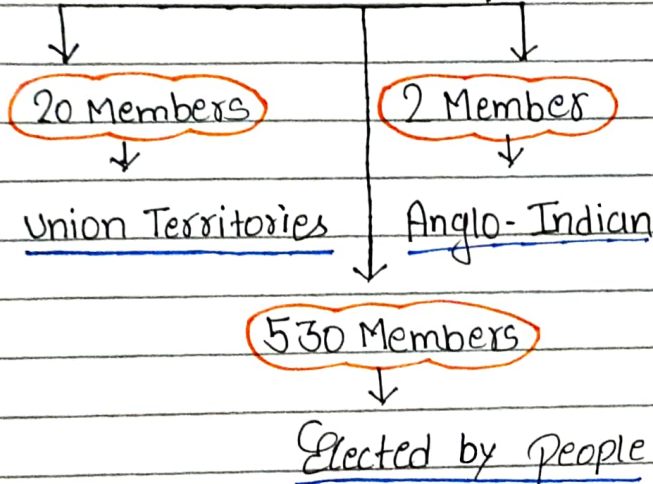 20 Members
2 Member
Union Territories
Anglo-Indian
530 Members
Elected by People